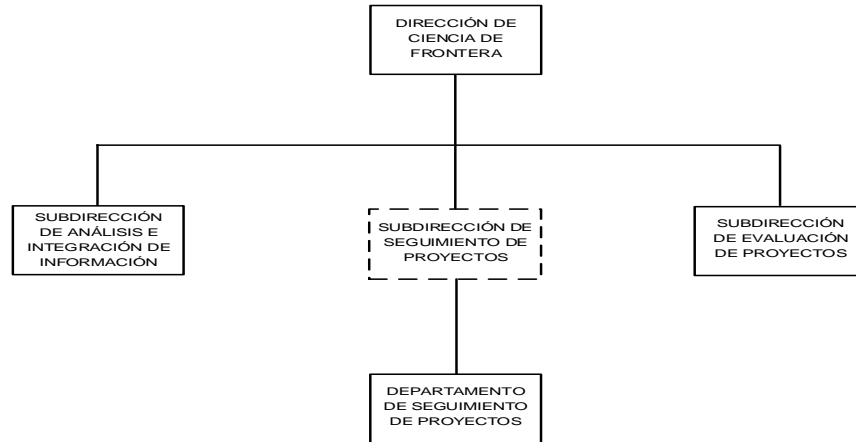 DIRECCIÓN DE
CIENCIA DE
FRONTERA
SUBDIRECCIÓN
DE ANÁLISIS E
INTEGRACIÓN DE
INFORMACIÓN
SUBDIRECCIÓN DE
SEGUIMIENTO DE
PROYECTOS
SUBDIRECCIÓN
DE EVALUACIÓN
DE PROYECTOS
DEPARTAMENTO
DE SEGUIMIENTO
DE PROYECTOS